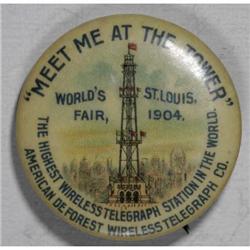 "MEET ME AT THE TOWER"
WORLD'S ST. LOUIS,
FAIR, 1904.
THE HIGHEST WIRELESS TELEGRAPH STATION IN THE WORLD.
AMERICAN DE FOREST WIRELESS TELEGRAPH CO.